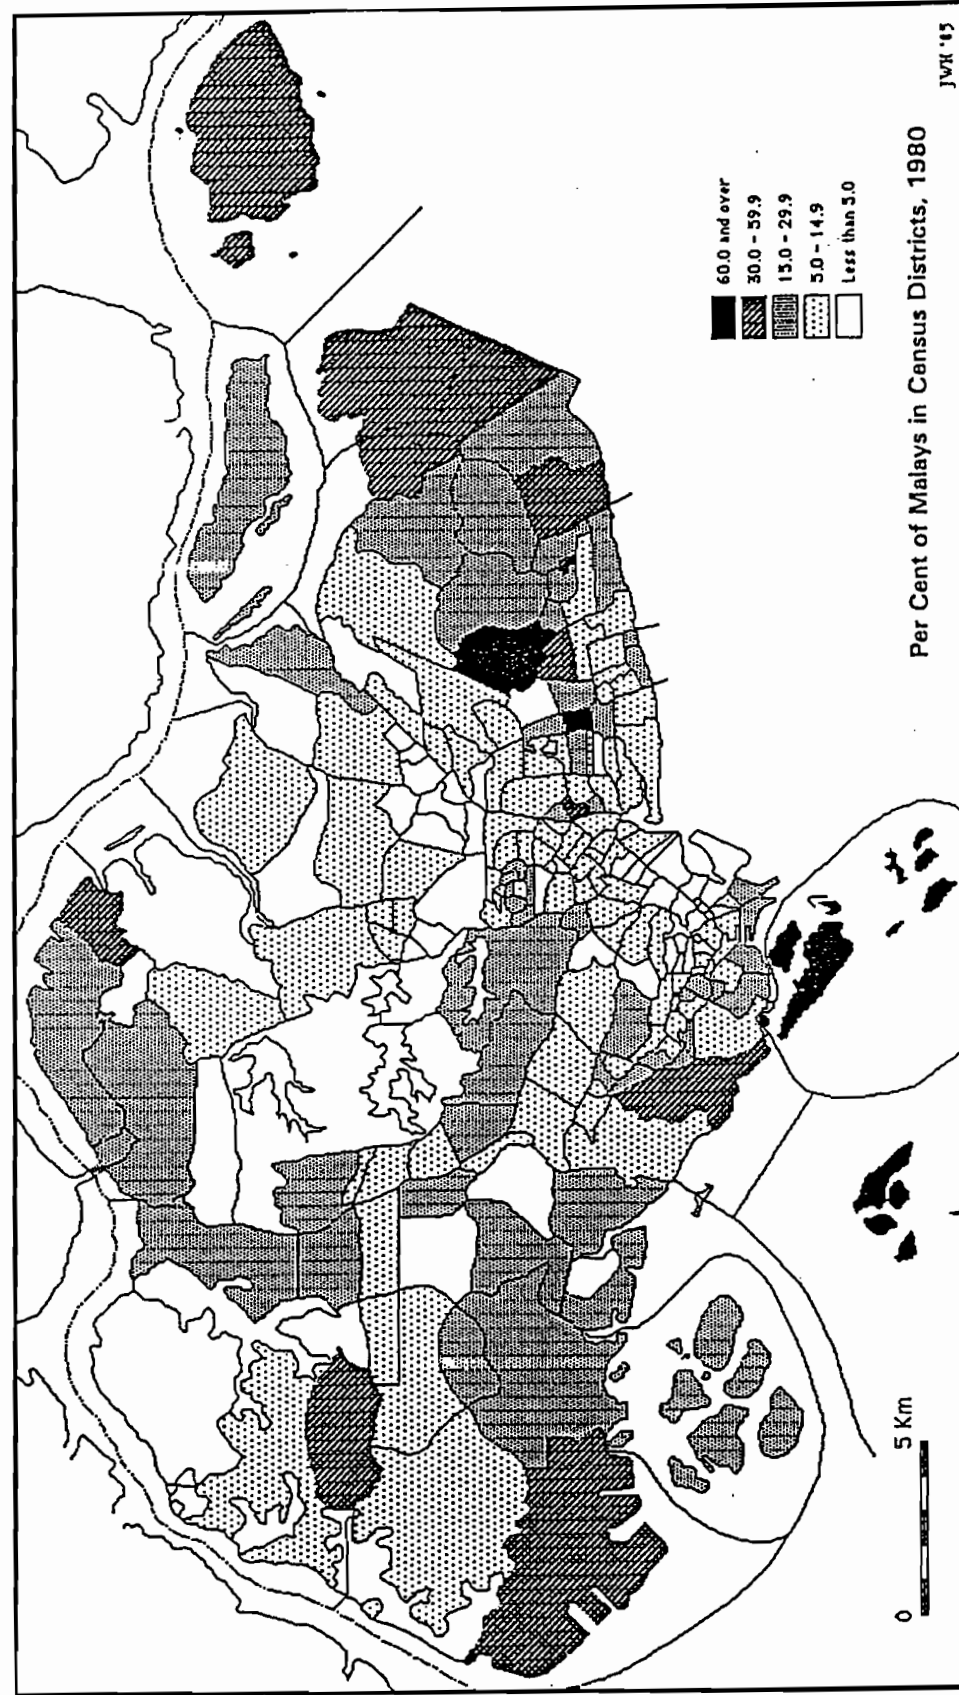 60.0 and over
30.0 - 59.9
15.0 - 29.9
5.0 - 14.9
Less than 5.0
Per Cent of Malays in Census Districts, 1980
0
5 Km
JWH '85